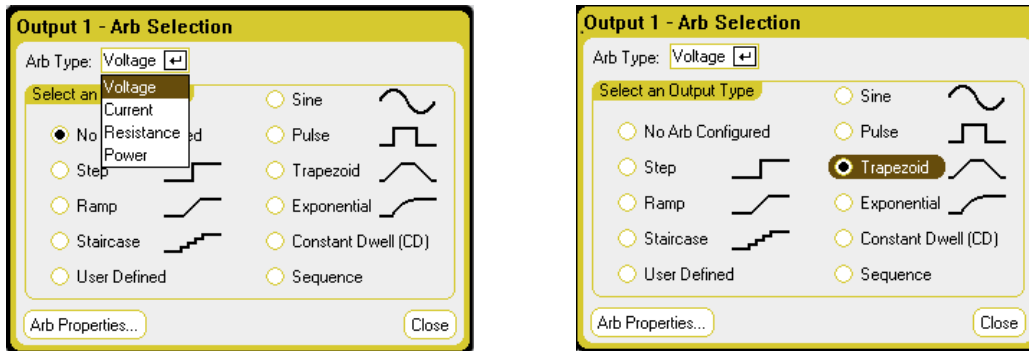 Output 1 - Arb Selection
Arb Type: Voltage
Voltage
Current
Resistance
Power
Select an
No
ed
Step
Ramp
Staircase
User Defined
Sine
Pulse
Trapezoid
Exponential
Constant Dwell (CD)
Sequence
Arb Properties...
Close
Output 1 - Arb Selection
Arb Type: Voltage
Select an Output Type
No Arb Configured
Step
Ramp
Staircase
User Defined
Sine
Pulse
Trapezoid
Exponential
Constant Dwell (CD)
Sequence
Arb Properties...
Close